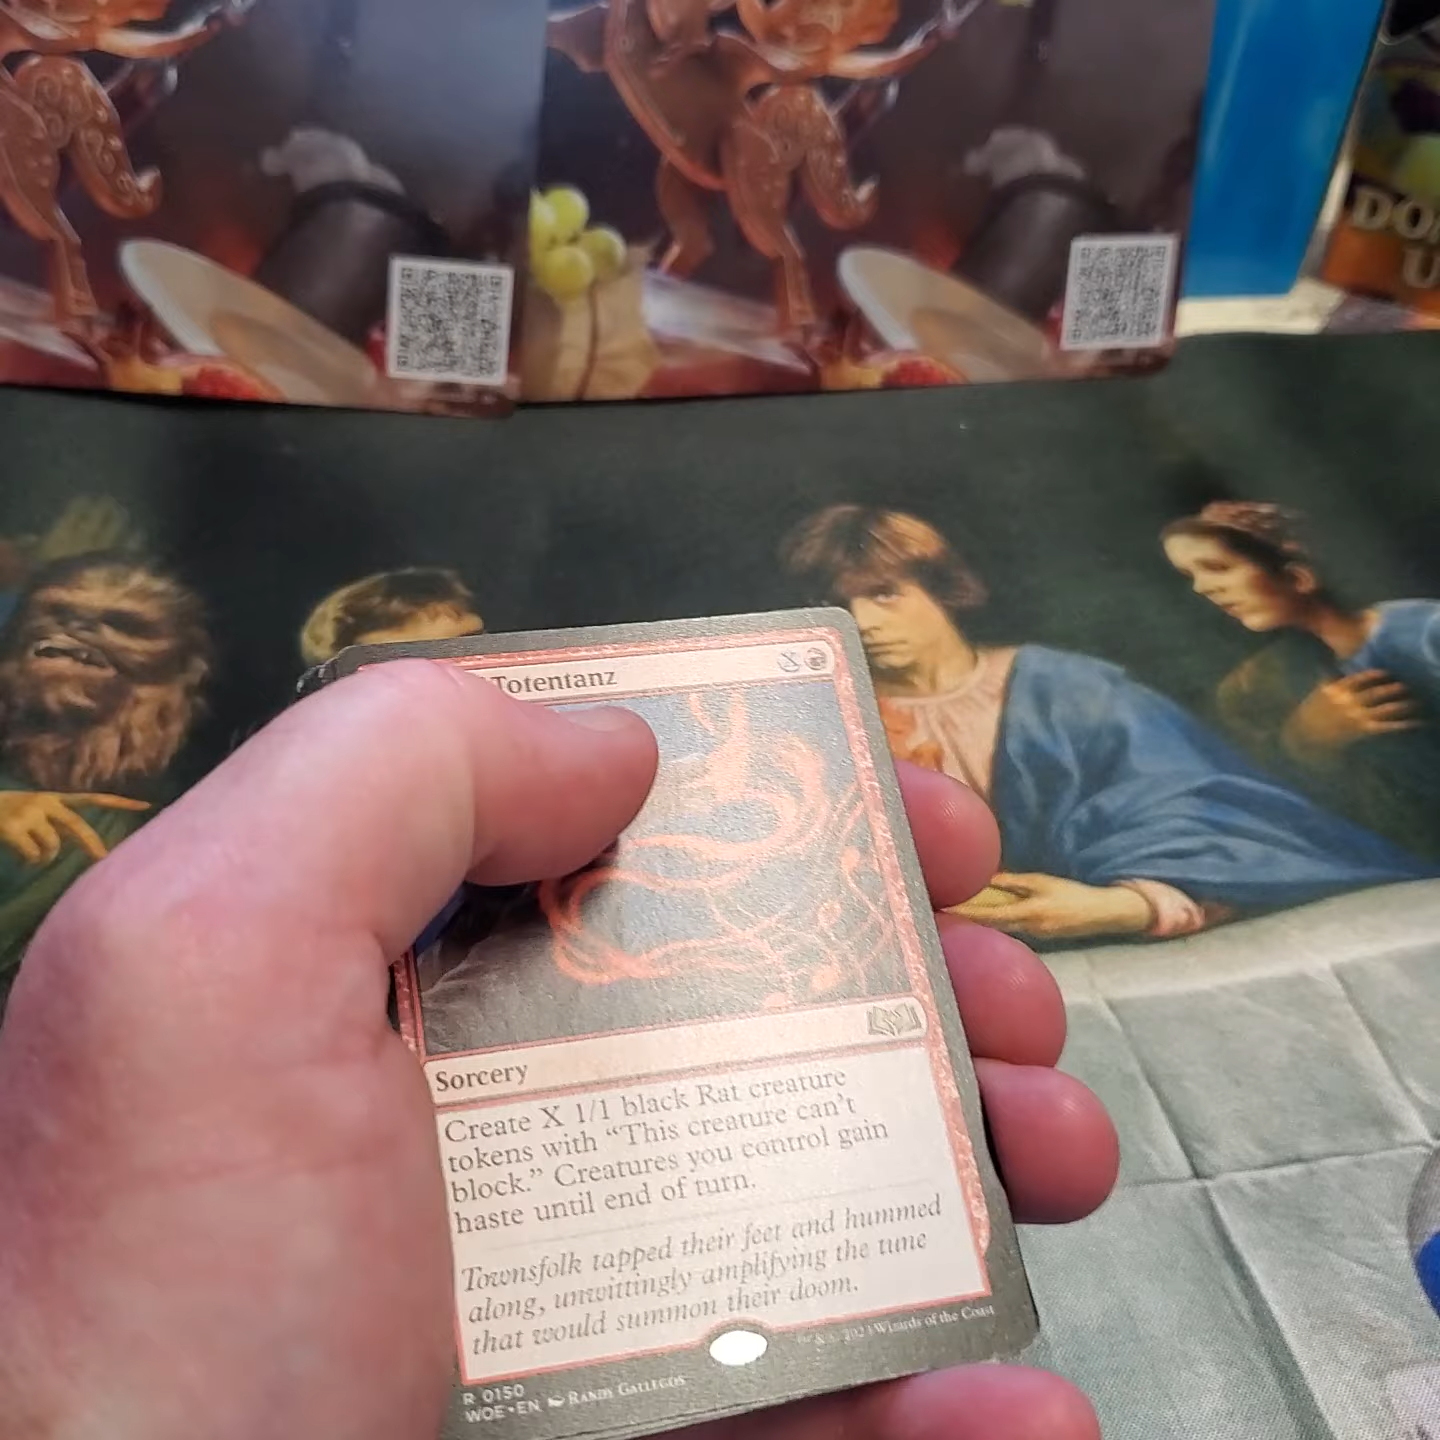 DO
U
Totentanz
X
Sorcery
Create X 1/1 black Rat creature
tokens with “This creature can’t
block.” Creatures you control gain
haste until end of turn.
Townsfolk tapped their feet and hummed
along, unwittingly amplifying the tune
that would summon their doom.
R 0150
WOE • EN RANDY GALLEGOS
2023 Wizards of the Coast